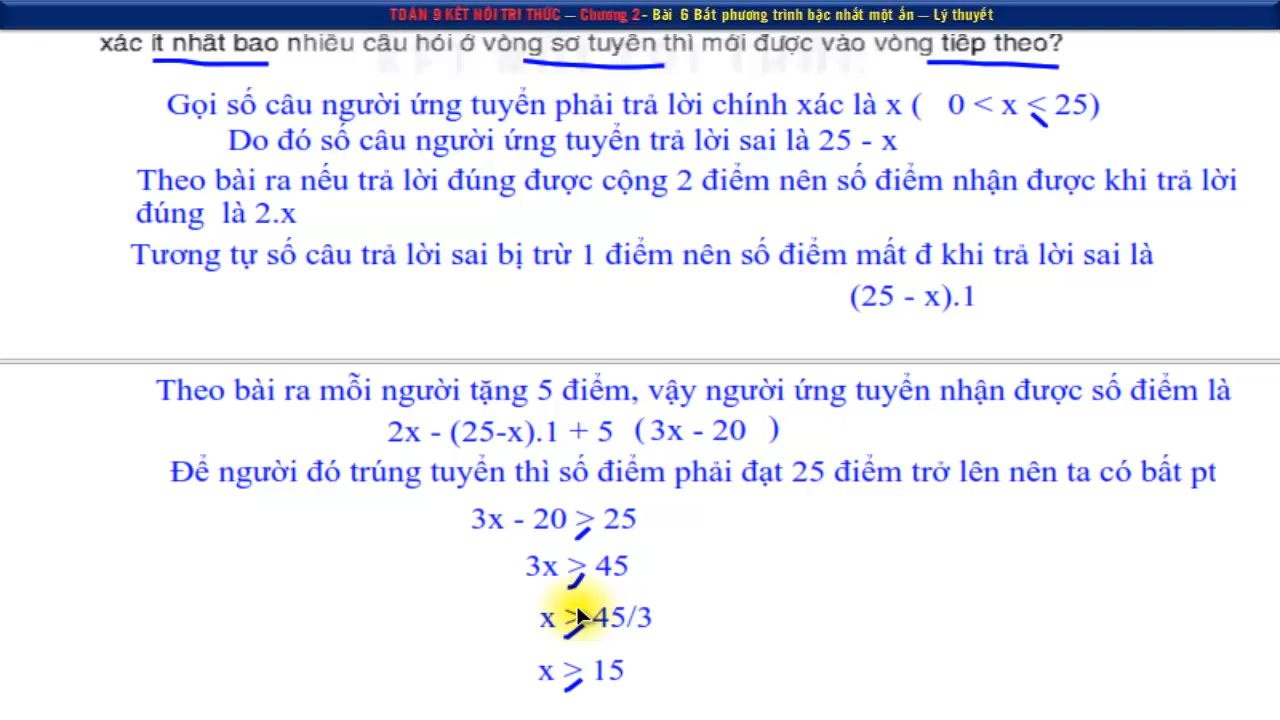 TOÁN 9 KẾT NỐI TRI THỨC – Chương 2- Bài 6 Bất phương trình bậc nhất một ẩn – Lý thuyết
xác ít nhất bao nhiêu câu hỏi ở vòng sơ tuyển thì mới được vào vòng tiếp theo?
Gọi số câu người ứng tuyển phải trả lời chính xác là x ( 0 < x ≤ 25)
Do đó số câu người ứng tuyển trả lời sai là 25 - x
Theo bài ra nếu trả lời đúng được cộng 2 điểm nên số điểm nhận được khi trả lời
đúng là 2.x
Tương tự số câu trả lời sai bị trừ 1 điểm nên số điểm mất đ khi trả lời sai là
(25 - x).1
Theo bài ra mỗi người tặng 5 điểm, vậy người ứng tuyển nhận được số điểm là
2x - (25-x).1 + 5 ( 3x - 20 )
Để người đó trúng tuyển thì số điểm phải đạt 25 điểm trở lên nên ta có bất pt
3x - 20 ≥ 25
3x ≥ 45
x ≥ 45/3
x ≥ 15